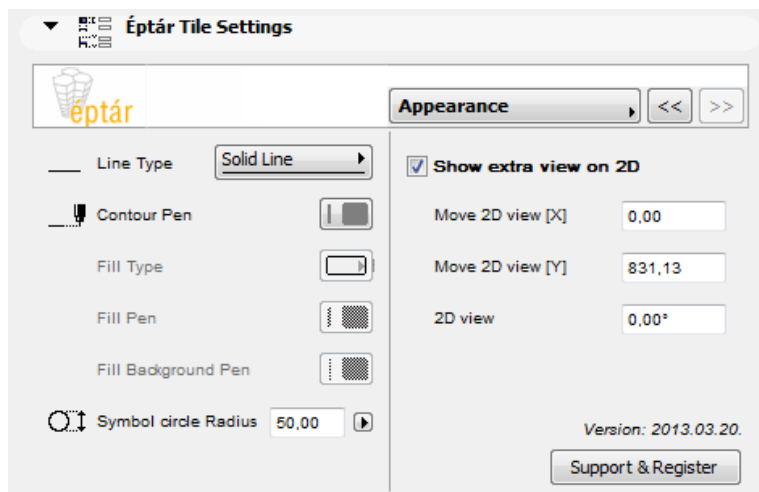 Éptár Tile Settings
éptár
Appearance
<<
>>
Line Type
Solid Line
Contour Pen
Fill Type
Fill Pen
Fill Background Pen
Symbol circle Radius
50,00
Show extra view on 2D
Move 2D view [X]
0,00
Move 2D view [Y]
831,13
2D view
0,00°
Version: 2013.03.20.
Support & Register